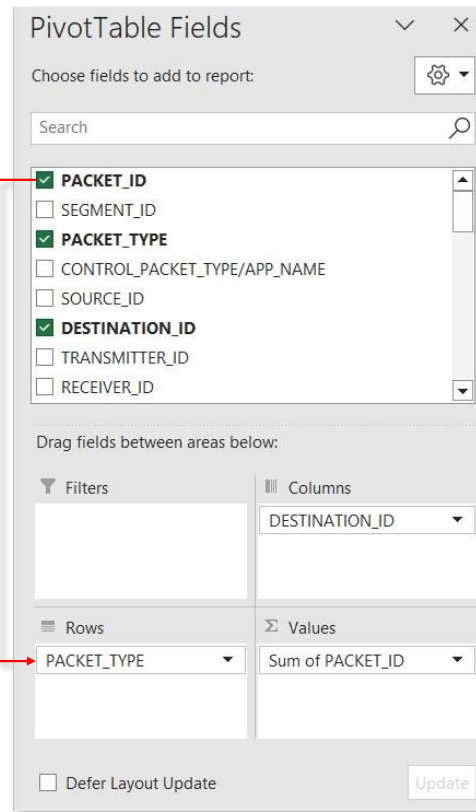 PivotTable Fields
Choose fields to add to report:
Search
PACKET_ID
SEGMENT_ID
PACKET_TYPE
CONTROL_PACKET_TYPE/APP_NAME
SOURCE_ID
DESTINATION_ID
TRANSMITTER_ID
RECEIVER_ID
Drag fields between areas below:
Filters
Columns
DESTINATION_ID
Rows
Σ Values
PACKET_TYPE
Sum of PACKET_ID
Defer Layout Update
Update